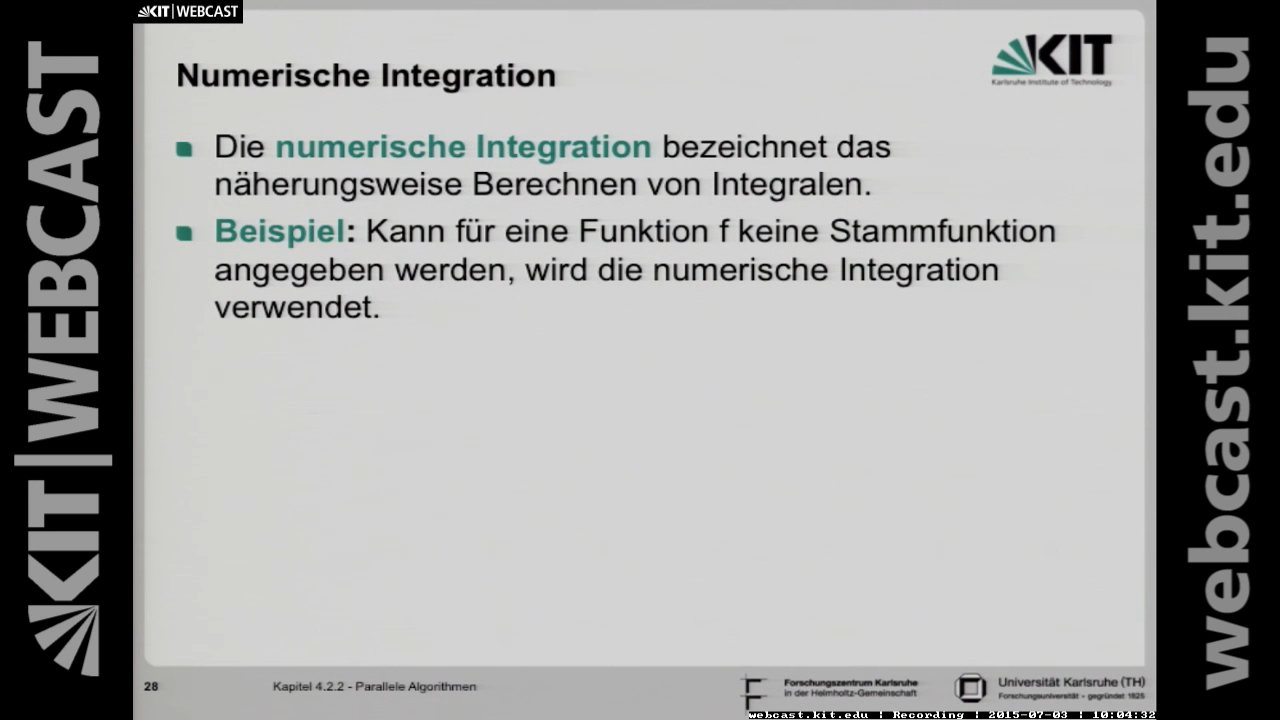 KIT | WEBCAST
KIT|WEBCAST
Numerische Integration
KIT
Karlsruhe Institute of Technology
Die numerische Integration bezeichnet das
näherungsweise Berechnen von Integralen.
Beispiel: Kann für eine Funktion f keine Stammfunktion
angegeben werden, wird die numerische Integration
verwendet.
28
Kapitel 4.2.2 - Parallele Algorithmen
Forschungszentrum Karlsruhe
in der Helmholtz-Gemeinschaft
Universität Karlsruhe (TH)
Forschungsuniversität - gegründet 1825
webcast.kit.edu | Recording | 2015-07-03 | 10:04:32
webcast.kit.edu